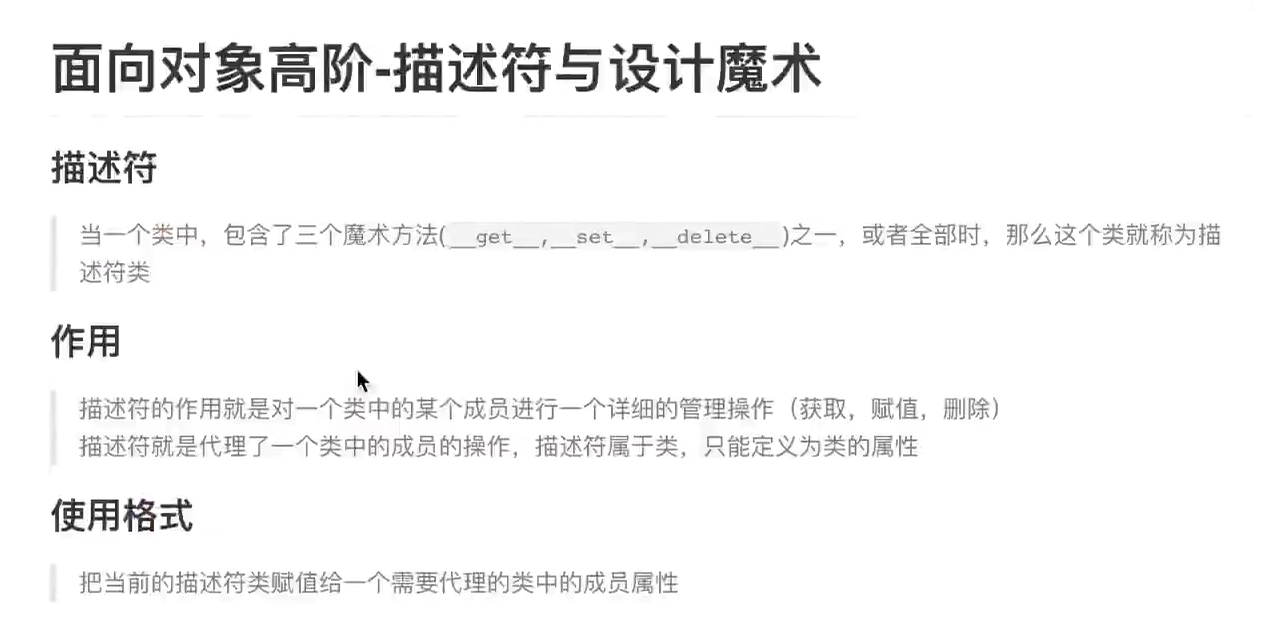 面向对象高阶-描述符与设计魔术
描述符
当一个类中，包含了三个魔术方法(__get__,__set__,__delete__)之一，或者全部时，那么这个类就称为描
述符类
作用
描述符的作用就是对一个类中的某个成员进行一个详细的管理操作（获取，赋值，删除）
描述符就是代理了一个类中的成员的操作，描述符属于类，只能定义为类的属性
使用格式
把当前的描述符类赋值给一个需要代理的类中的成员属性